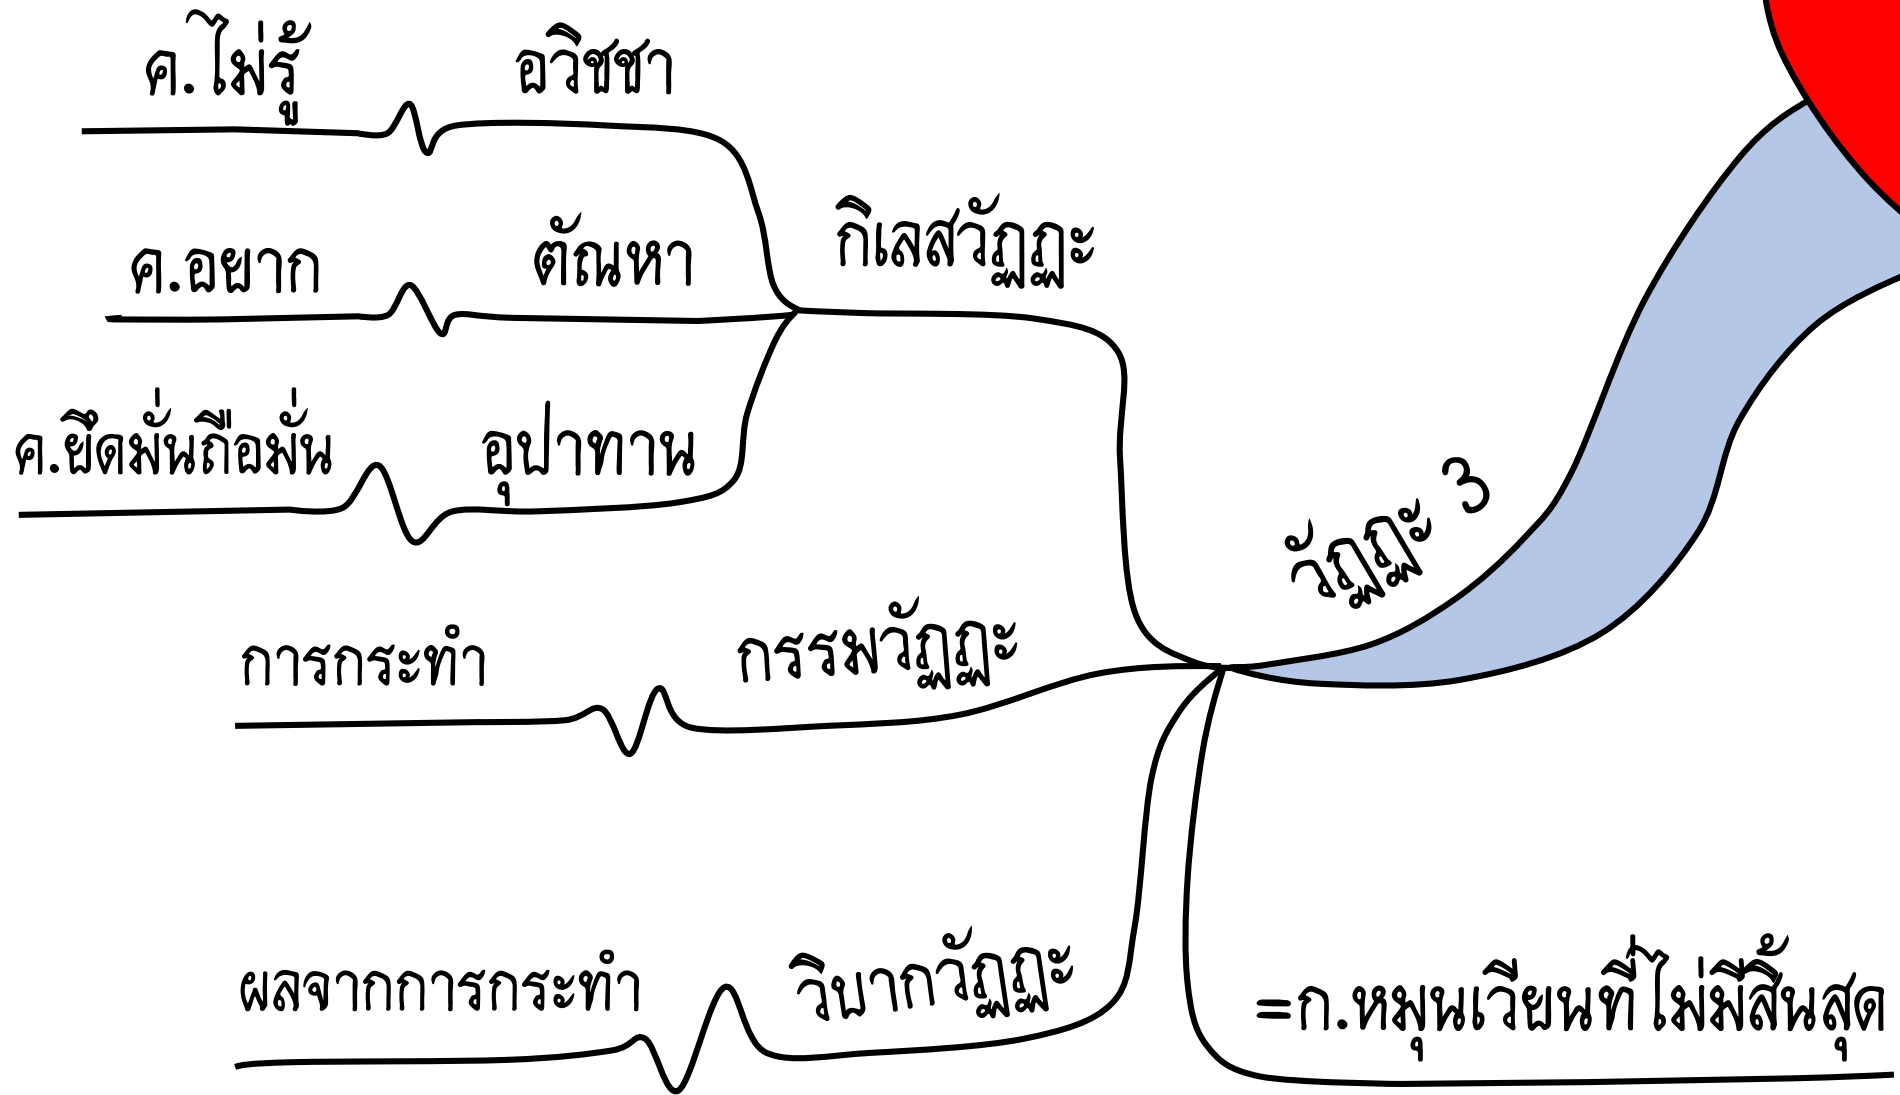 วัฏฏะ 3
กิเลสวัฏฏะ
อวิชชา
ค.ไม่รู้
ตัณหา
ค.อยาก
อุปาทาน
ค.ยึดมั่นถือมั่น
กรรมวัฏฏะ
การกระทำ
วิบากวัฏฏะ
ผลจากการกระทำ
=ก.หมุนเวียนที่ไม่มีสิ้นสุด